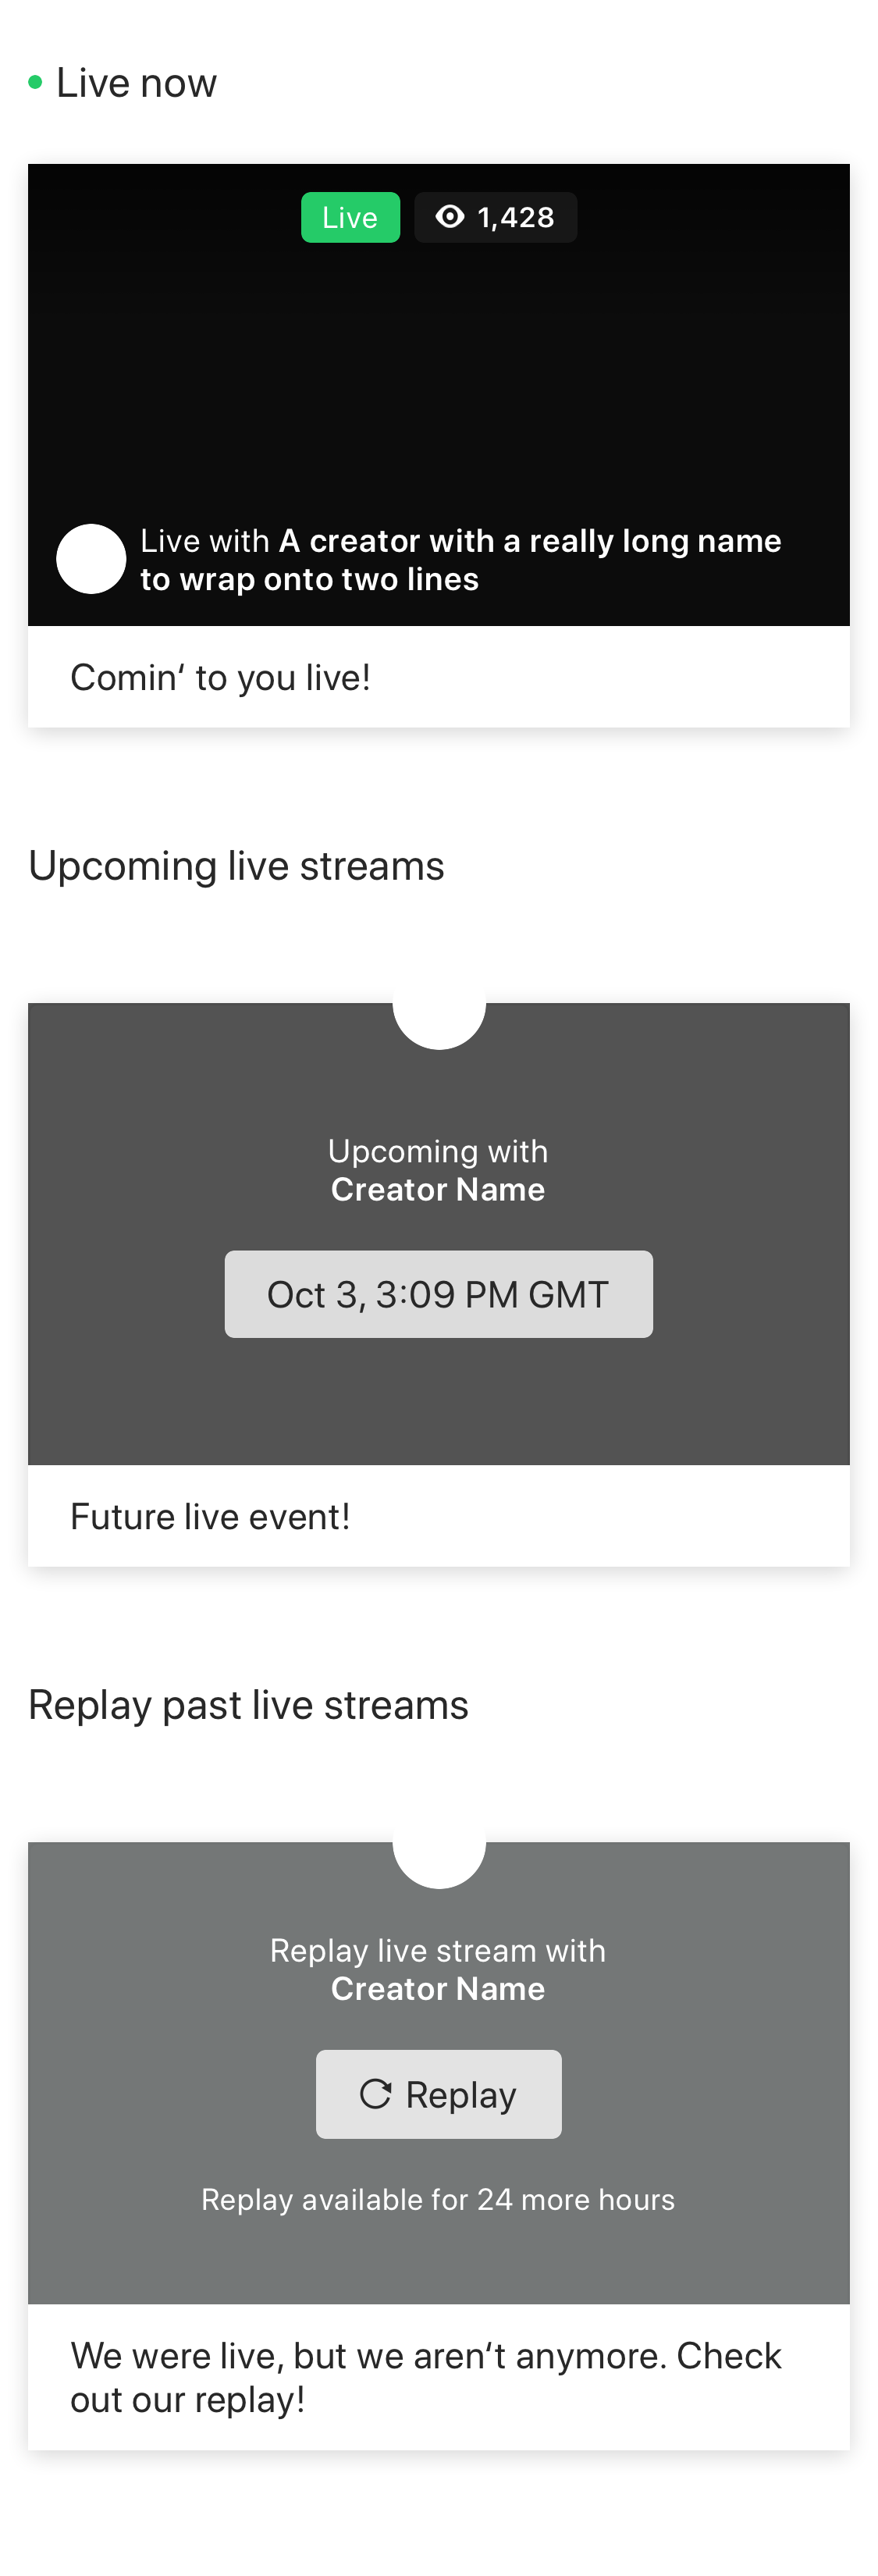 Live now
Live
1,428
Live with A creator with a really long name
to wrap onto two lines
Comin‘ to you live!
Upcoming live streams
Upcoming with
Creator Name
Oct 3, 3:09 PM GMT
Future live event!
Replay past live streams
Replay live stream with
Creator Name
Replay
Replay available for 24 more hours
We were live, but we aren‘t anymore. Check
out our replay!